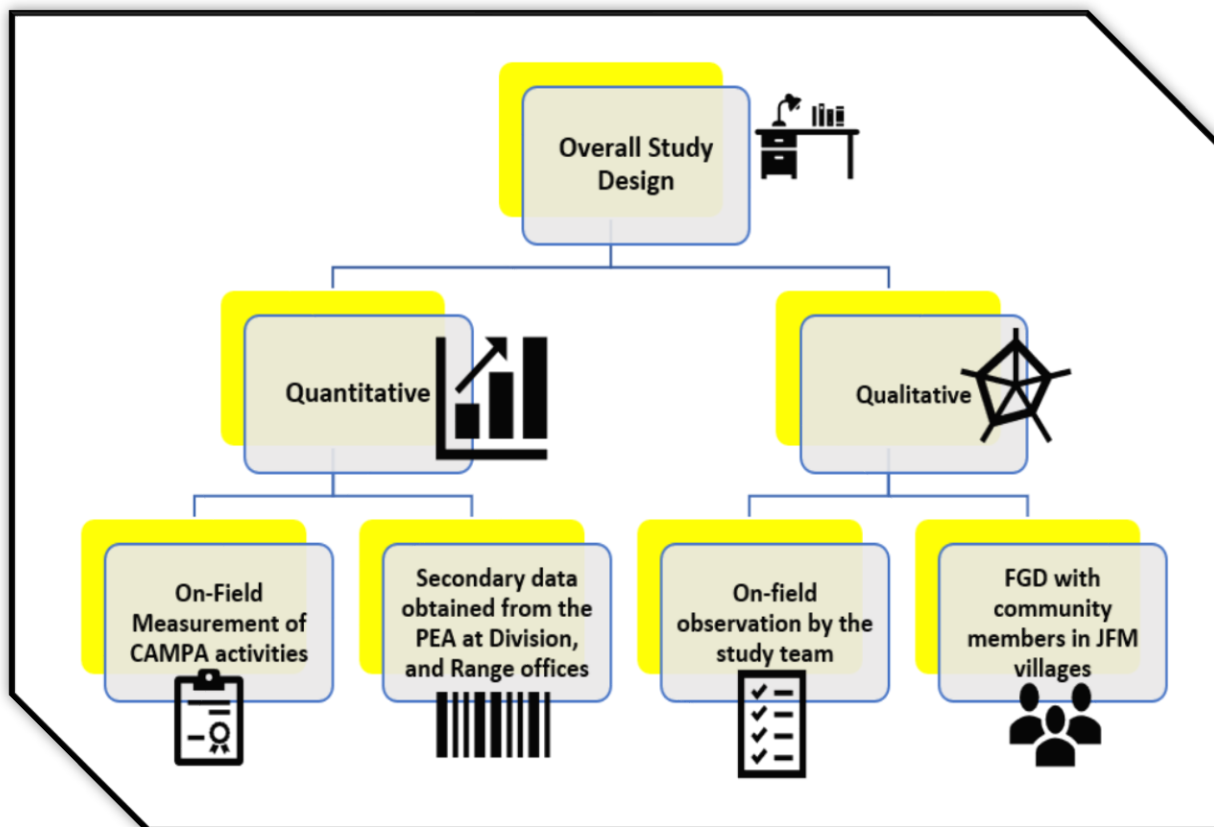 Overall Study
Design
Quantitative
Qualitative
On-Field
Measurement of
CAMPA activities
Secondary data
obtained from the
PEA at Division,
and Range offices
On-field
observation by the
study team
FGD with
community
members in JFM
villages